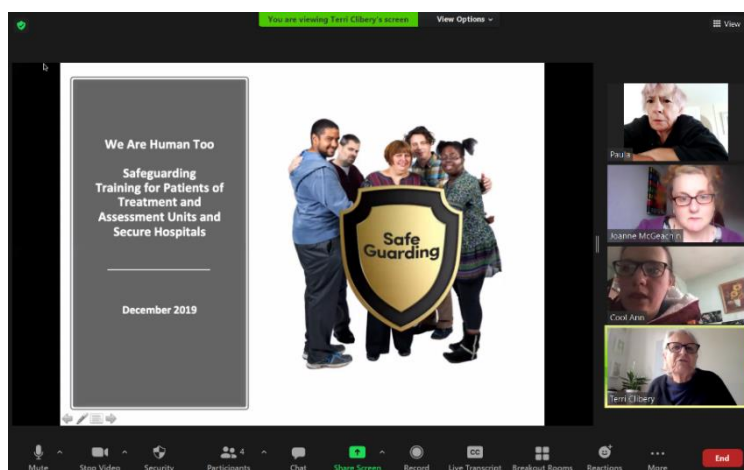 You are viewing Terri Clibery's screen
View Options
View
We Are Human Too
Safeguarding
Training for Patients of
Treatment and
Assessment Units and
Secure Hospitals
December 2019
Safe
Guarding
Paula
Joanne McGeachin
Cool Ann
Terri Clibery
Mute
Stop Video
Security
Participants
4
Chat
Share Screen
Record
CC
Live Transcript
Breakout Rooms
Reactions
More
End